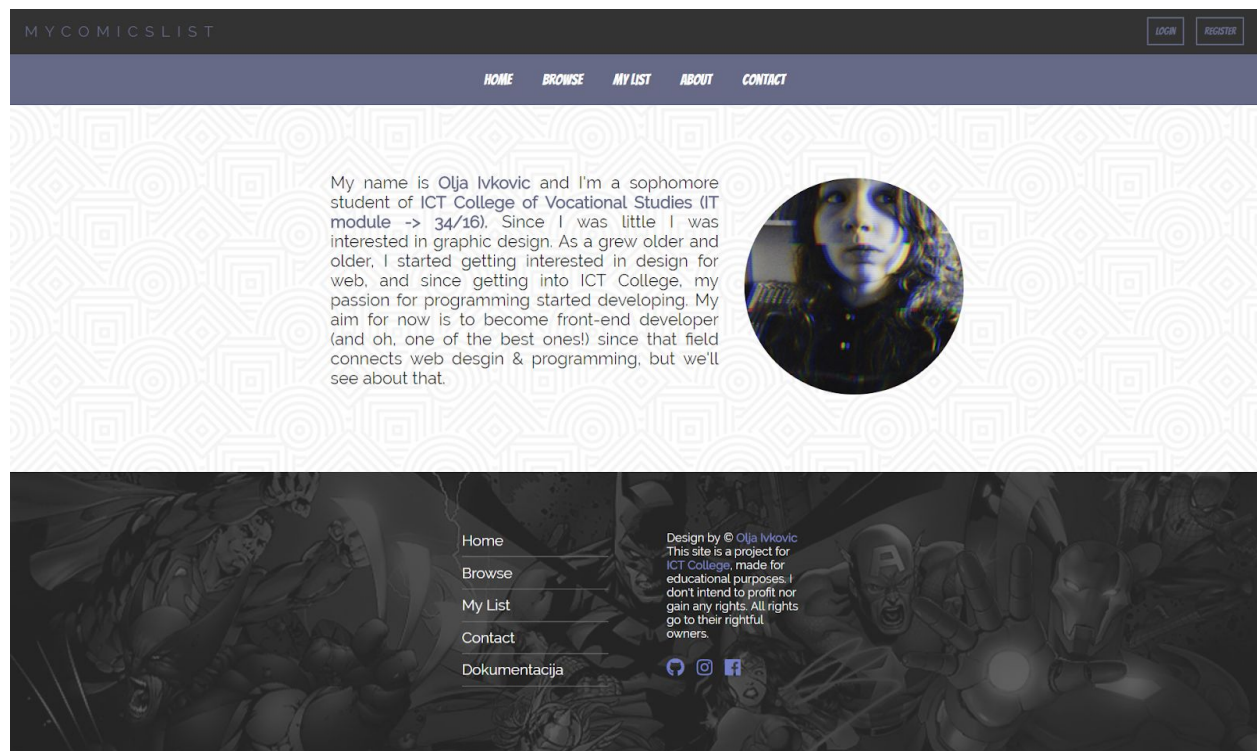 MYCOMICSLIST
LOGIN
REGISTER
HOME
BROWSE
MY LIST
ABOUT
CONTACT
My name is Olja Ivkovic and I'm a sophomore
student of ICT College of Vocational Studies (IT
module -> 34/16). Since I was little I was
interested in graphic design. As a grew older and
older, I started getting interested in design for
web, and since getting into ICT College, my
passion for programming started developing. My
aim for now is to become front-end developer
(and oh, one of the best ones!) since that field
connects web desgin & programming, but we'll
see about that.
Home
Browse
My List
Contact
Dokumentacija
Design by © Olja Ivkovic
This site is a project for
ICT College, made for
educational purposes. I
don't intend to profit nor
gain any rights. All rights
go to their rightful
owners.